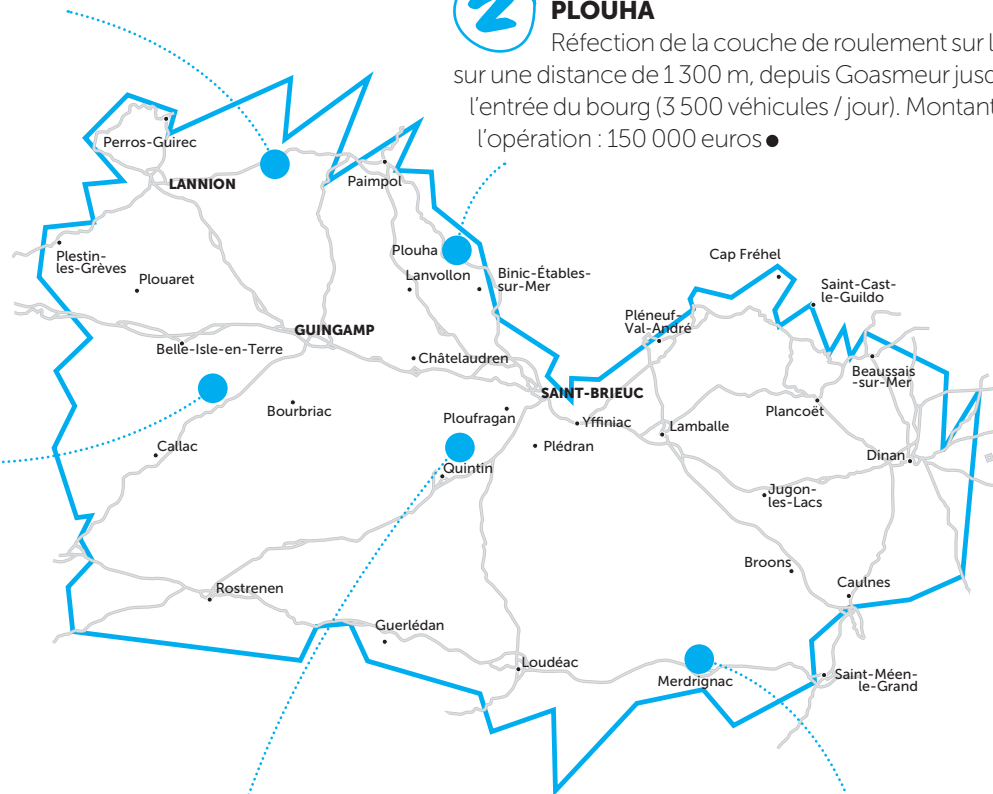 2
PLOUHA
Réfection de la couche de roulement sur
sur une distance de 1 300 m, depuis Goasmeur
l'entrée du bourg (3 500 véhicules / jour). Montant
l'opération : 150 000 euros ●
Perros-Guirec
LANNION
Paimpol
Plestin-
les-Grèves
Plouaret
Plouha
Lanvollon
Binic-Étables-
sur-Mer
Cap Fréhel
Saint-Cast-
le-Guildo
Pléneuf-
Val-André
GUINGAMP
Belle-Isle-en-Terre
Châtelaudren
Beaussais
-sur-Mer
SAINT-BRIEUC
Bourbriac
Ploufragan
Yffiniac
Lamballe
Plancoët
Callac
Plédran
Dinan
Quintin
Jugon-
les-Lacs
Broons
Caulnes
Rostrenen
Guerlédan
Loudéac
Merdrignac
Saint-Méen-
le-Grand